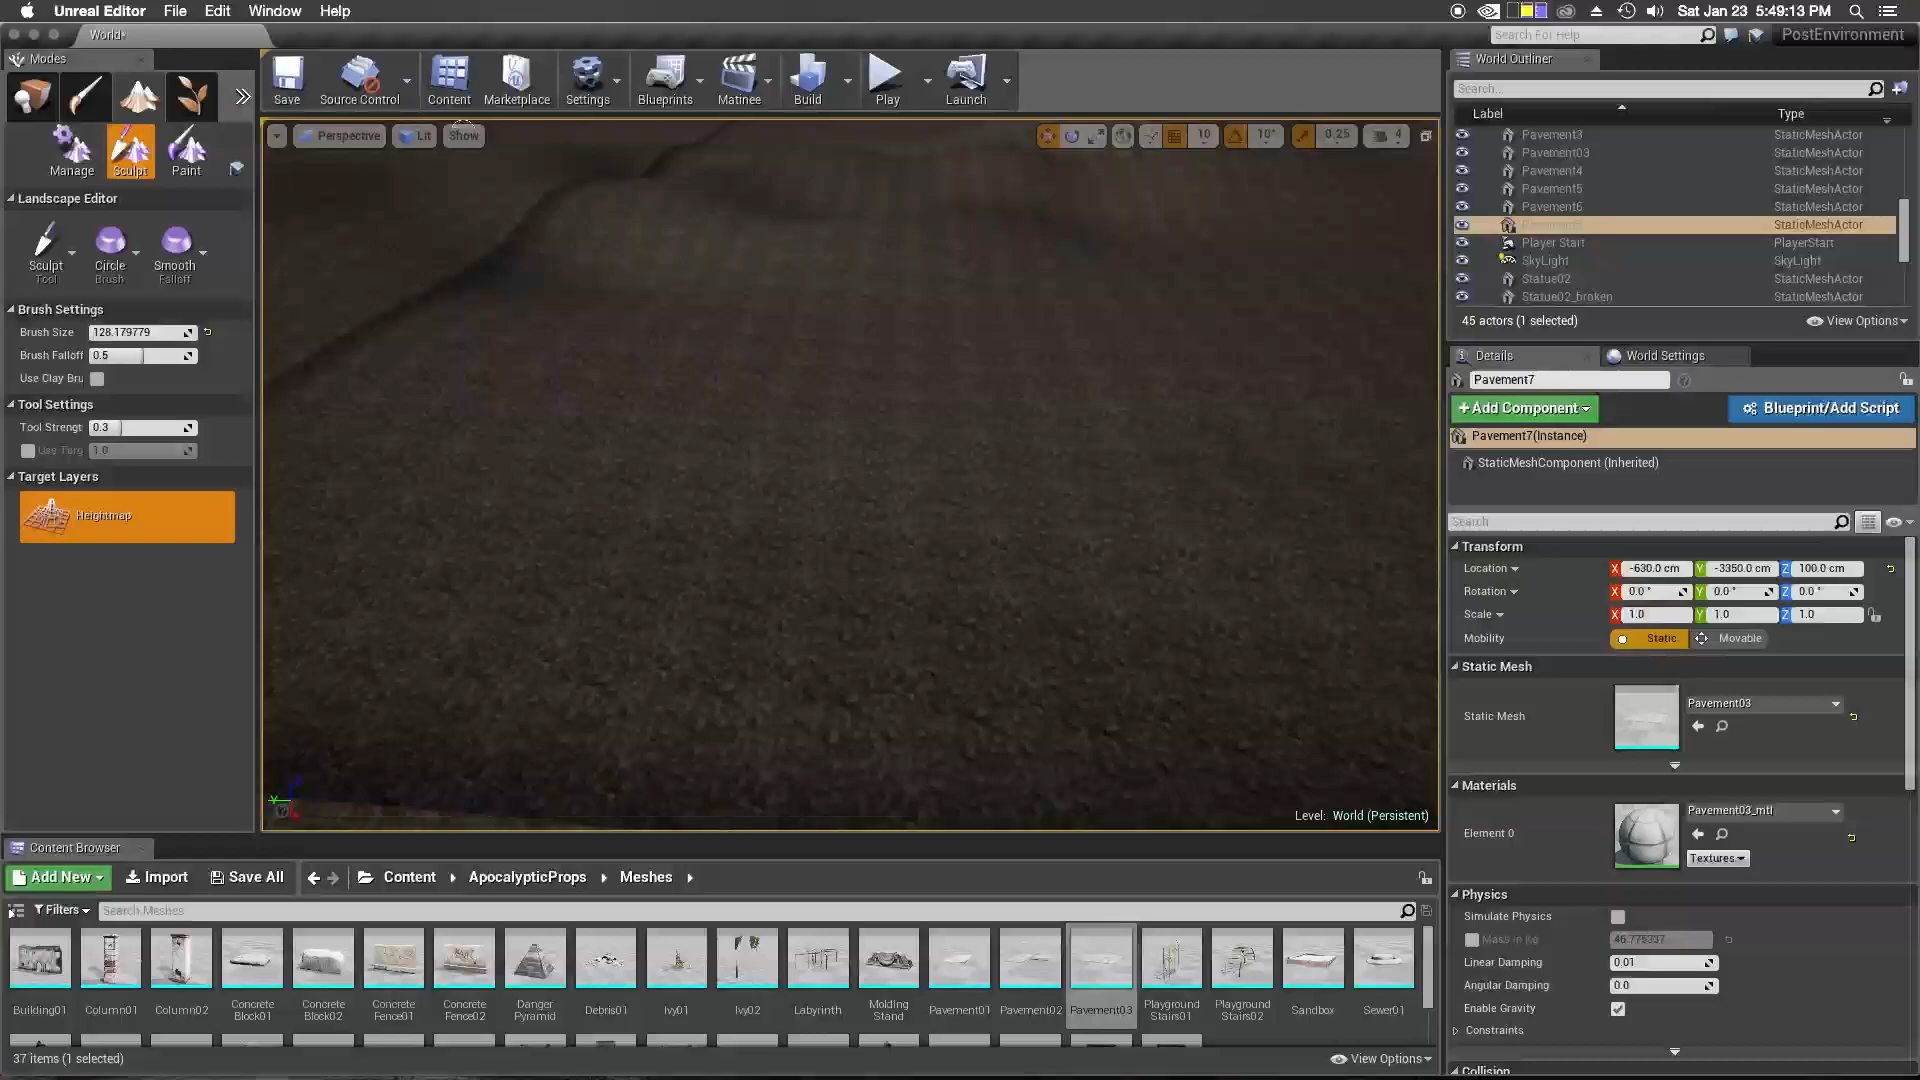 Unreal Editor File Edit Window Help
Sat Jan 23 5:49:13 PM
World*
Search For Help
PostEnvironment
Modes
Save
Source Control
Content
Marketplace
Settings
Blueprints
Matinee
Build
Play
Launch
World Outliner
Search...
Label
Type
Pavement3 StaticMeshActor
Pavement03 StaticMeshActor
Pavement4 StaticMeshActor
Pavement5 StaticMeshActor
Pavement6 StaticMeshActor
StaticMeshActor
Player Start PlayerStart
SkyLight SkyLight
Statue02 StaticMeshActor
Statue02_broken StaticMeshActor
45 actors (1 selected)
View Options
Perspective
Lit
Show
10
10°
0.25
4
Manage
Sculpt
Paint
Landscape Editor
Sculpt
Tool
Circle
Brush
Smooth
Falloff
Brush Settings
Brush Size 128.179779
Brush Falloff 0.5
Use Clay Bru
Tool Settings
Tool Strengt 0.3
Use Targ 1.0
Target Layers
Heightmap
Level: World (Persistent)
Details
World Settings
Pavement7
+Add Component
Blueprint/Add Script
Pavement7(Instance)
StaticMeshComponent (Inherited)
Search
Transform
Location X -630.0 cm Y -3350.0 cm Z 100.0 cm
Rotation X 0.0° Y 0.0° Z 0.0°
Scale X 1.0 Y 1.0 Z 1.0
Mobility Static Movable
Static Mesh
Static Mesh
Pavement03
Materials
Element 0
Pavement03_mtl
Textures
Physics
Simulate Physics
Mass in kg 46.775337
Linear Damping 0.01
Angular Damping 0.0
Enable Gravity
Constraints
Collision
Content Browser
Add New
Import
Save All
Content
ApocalypticProps
Meshes
Filters
Search Meshes
Building01
Column01
Column02
Concrete Block01
Concrete Block02
Concrete Fence01
Concrete Fence02
Danger Pyramid
Debris01
Ivy01
Ivy02
Labyrinth
Molding Stand
Pavement01
Pavement02
Pavement03
Playground Stairs01
Playground Stairs02
Sandbox
Sewer01
37 items (1 selected)
View Options